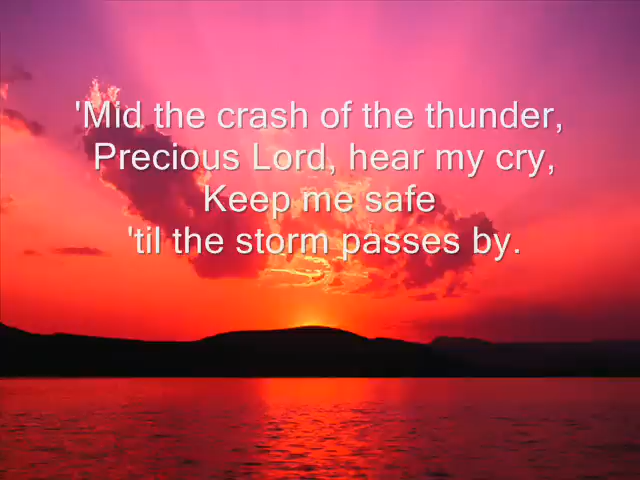 'Mid the crash of the thunder,
Precious Lord, hear my cry,
Keep me safe
'til the storm passes by.